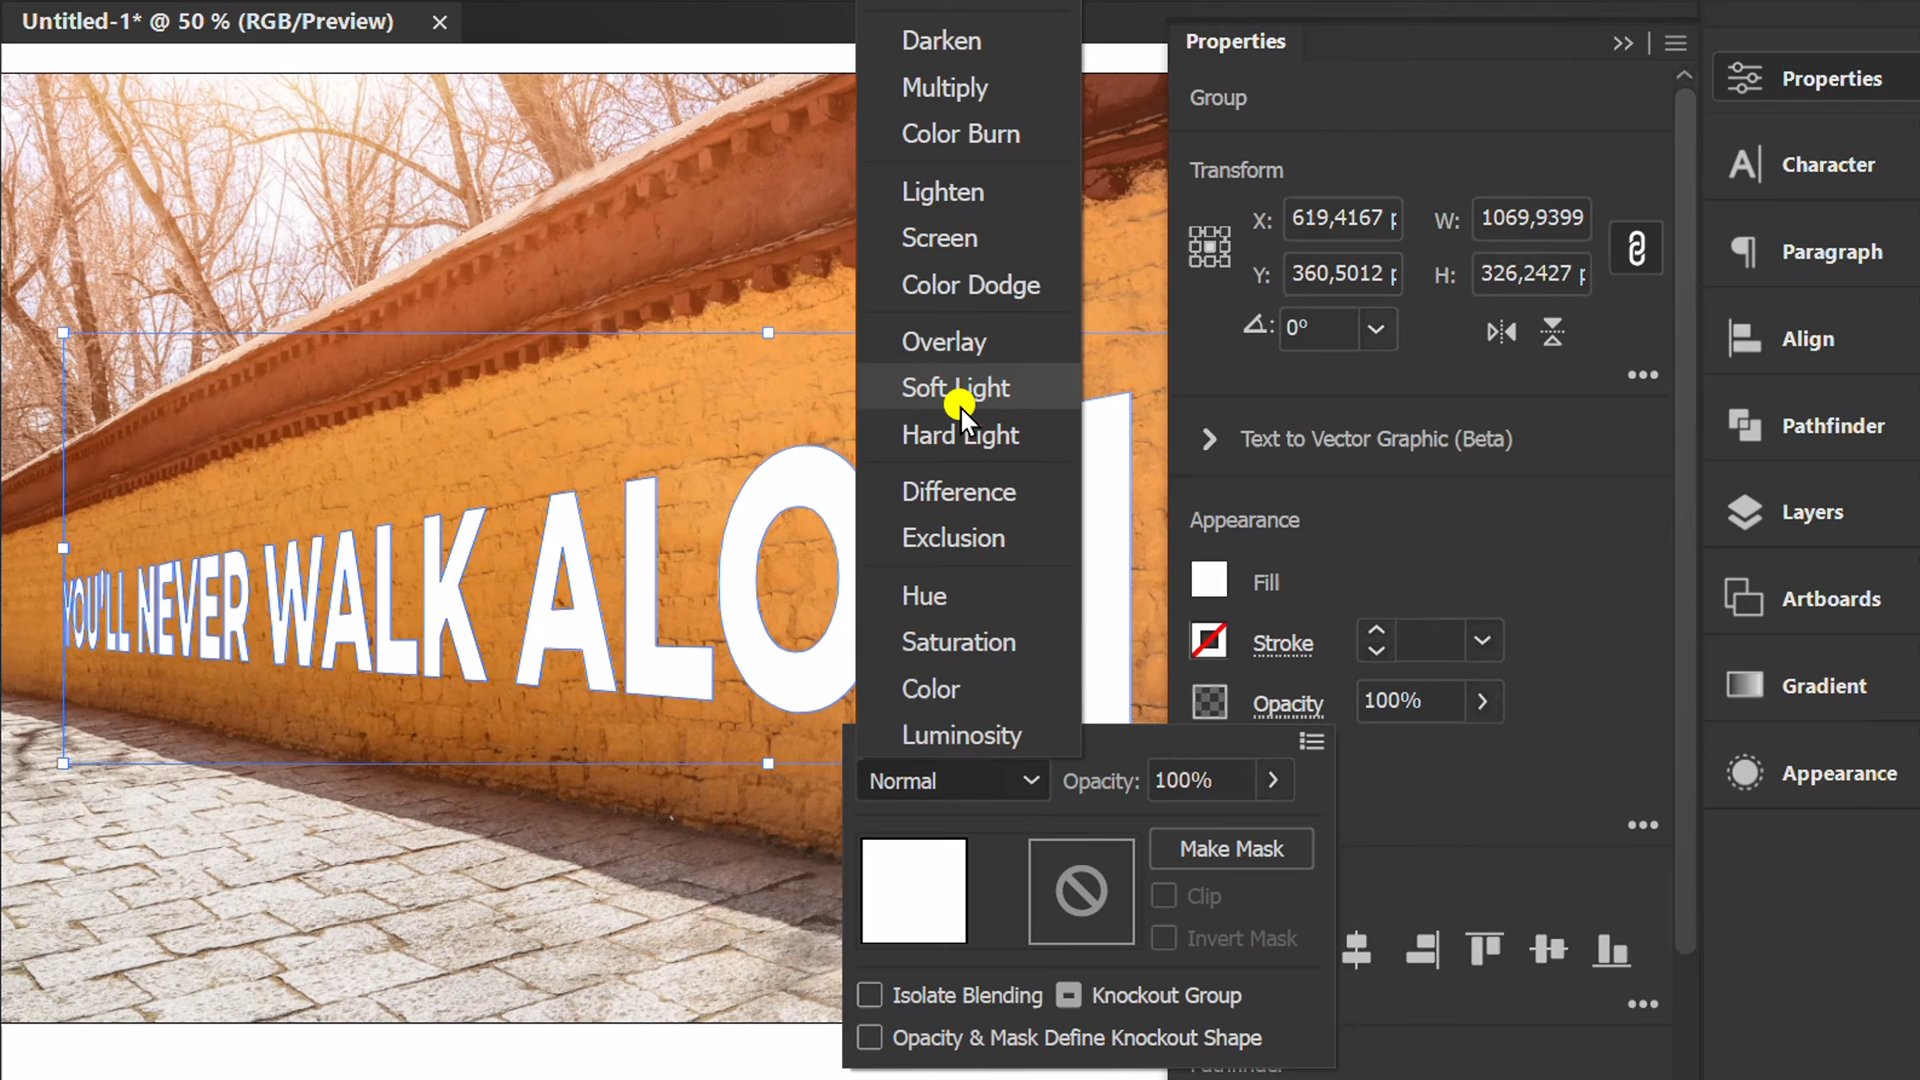 Untitled-1* @ 50 % (RGB/Preview)
Darken
Multiply
Color Burn
Lighten
Screen
Color Dodge
Overlay
Soft Light
Hard Light
Difference
Exclusion
Hue
Saturation
Color
Luminosity
Normal
Opacity: 100%
Make Mask
Clip
Invert Mask
Isolate Blending
Knockout Group
Opacity & Mask Define Knockout Shape
YOU'LL NEVER WALK ALO
Properties
Group
Transform
X: 619,4167 p W: 1069,9399
Y: 360,5012 p H: 326,2427 p
0°
Text to Vector Graphic (Beta)
Appearance
Fill
Stroke
Opacity 100%
Properties
Character
Paragraph
Align
Pathfinder
Layers
Artboards
Gradient
Appearance